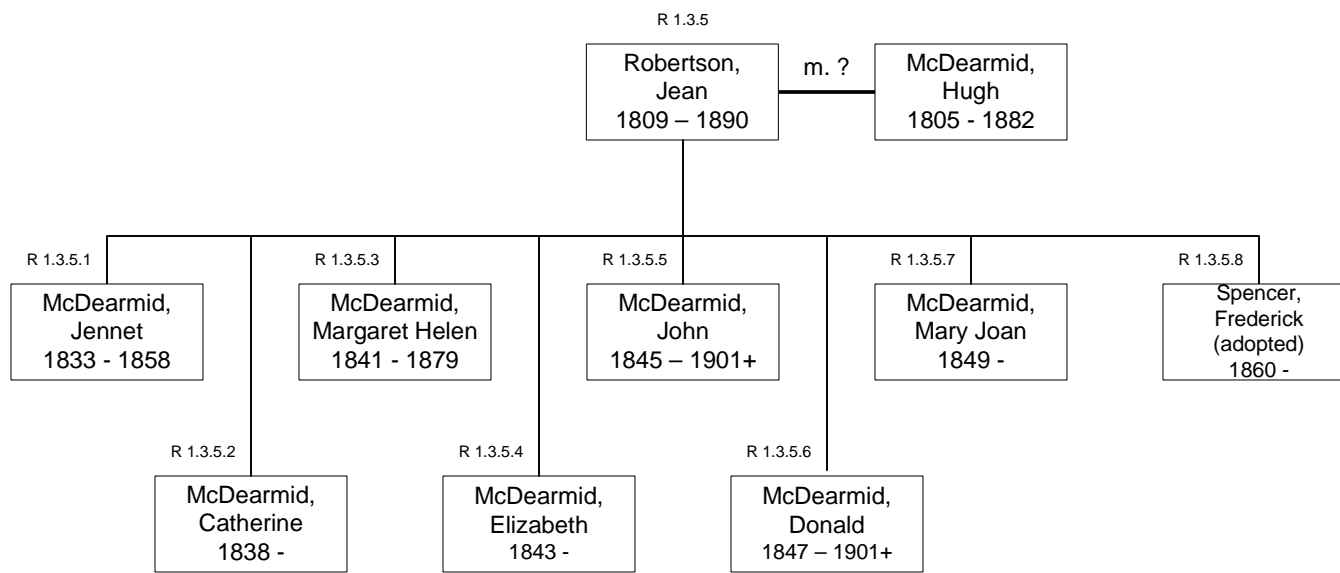 R 1.3.5
Robertson,
Jean
1809 – 1890
m. ?
McDearmid,
Hugh
1805 - 1882
R 1.3.5.1
McDearmid,
Jennet
1833 - 1858
R 1.3.5.2
McDearmid,
Catherine
1838 -
R 1.3.5.3
McDearmid,
Margaret Helen
1841 - 1879
R 1.3.5.4
McDearmid,
Elizabeth
1843 -
R 1.3.5.5
McDearmid,
John
1845 – 1901+
R 1.3.5.6
McDearmid,
Donald
1847 – 1901+
R 1.3.5.7
McDearmid,
Mary Joan
1849 -
R 1.3.5.8
Spencer,
Frederick
(adopted)
1860 -